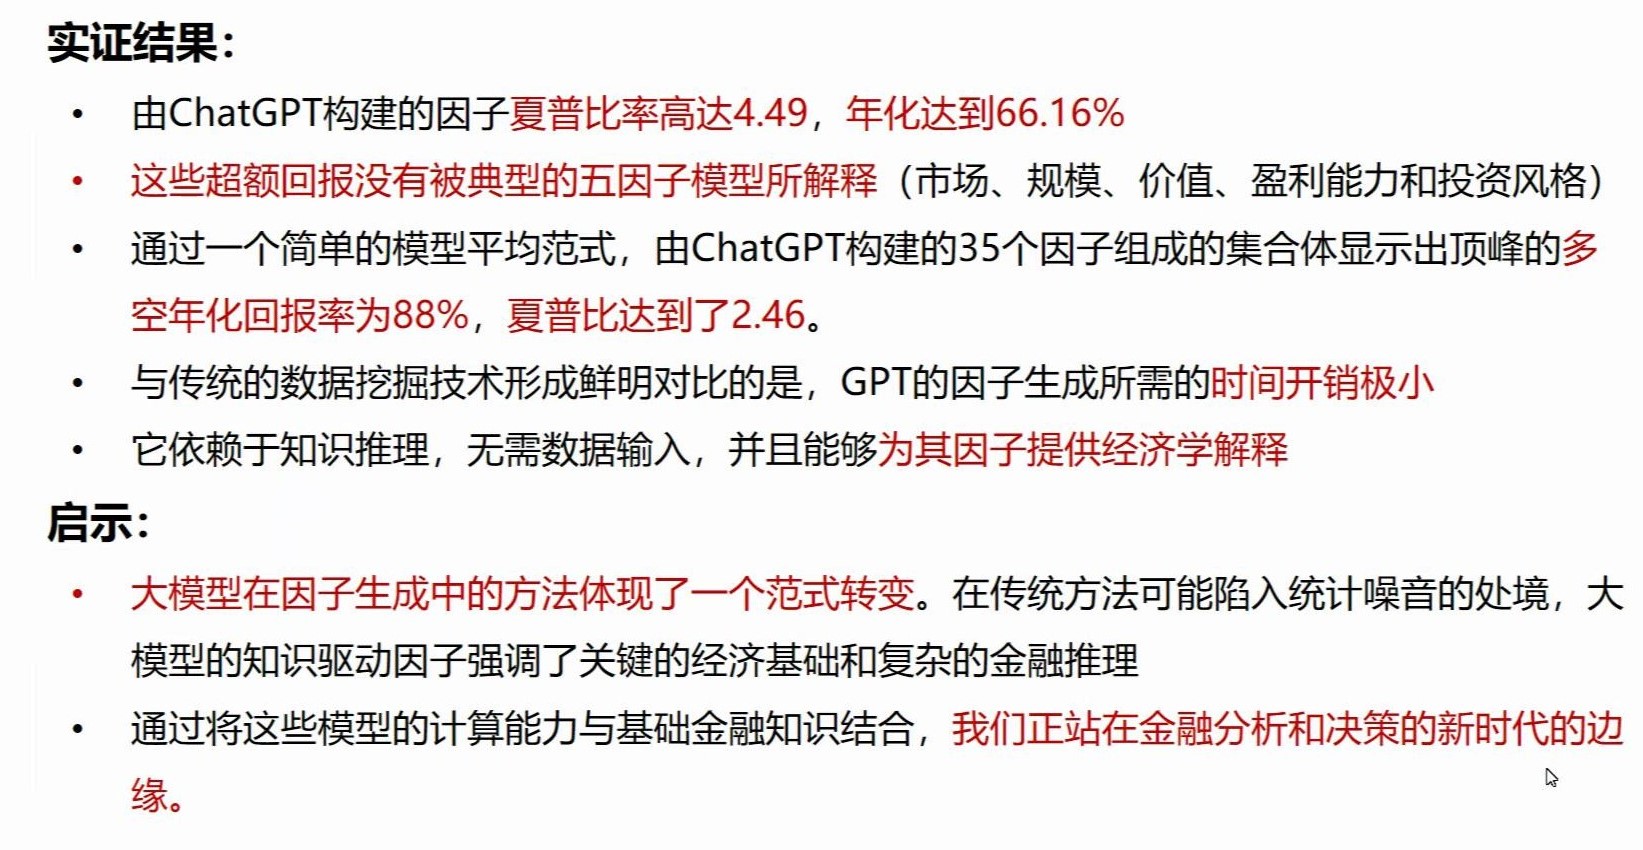 实证结果：
• 由ChatGPT构建的因子夏普比率高达4.49，年化达到66.16%
• 这些超额回报没有被典型的五因子模型所解释（市场、规模、价值、盈利能力和投资风格）
• 通过一个简单的模型平均范式，由ChatGPT构建的35个因子组成的集合体显示出顶峰的多
空年化回报率为88%，夏普比达到了2.46。
• 与传统的数据挖掘技术形成鲜明对比的是，GPT的因子生成所需的时间开销极小
• 它依赖于知识推理，无需数据输入，并且能够为其因子提供经济学解释
启示：
• 大模型在因子生成中的方法体现了一个范式转变。在传统方法可能陷入统计噪音的处境，大
模型的知识驱动因子强调了关键的经济基础和复杂的金融推理
• 通过将这些模型的计算能力与基础金融知识结合，我们正站在金融分析和决策的新时代的边
缘。